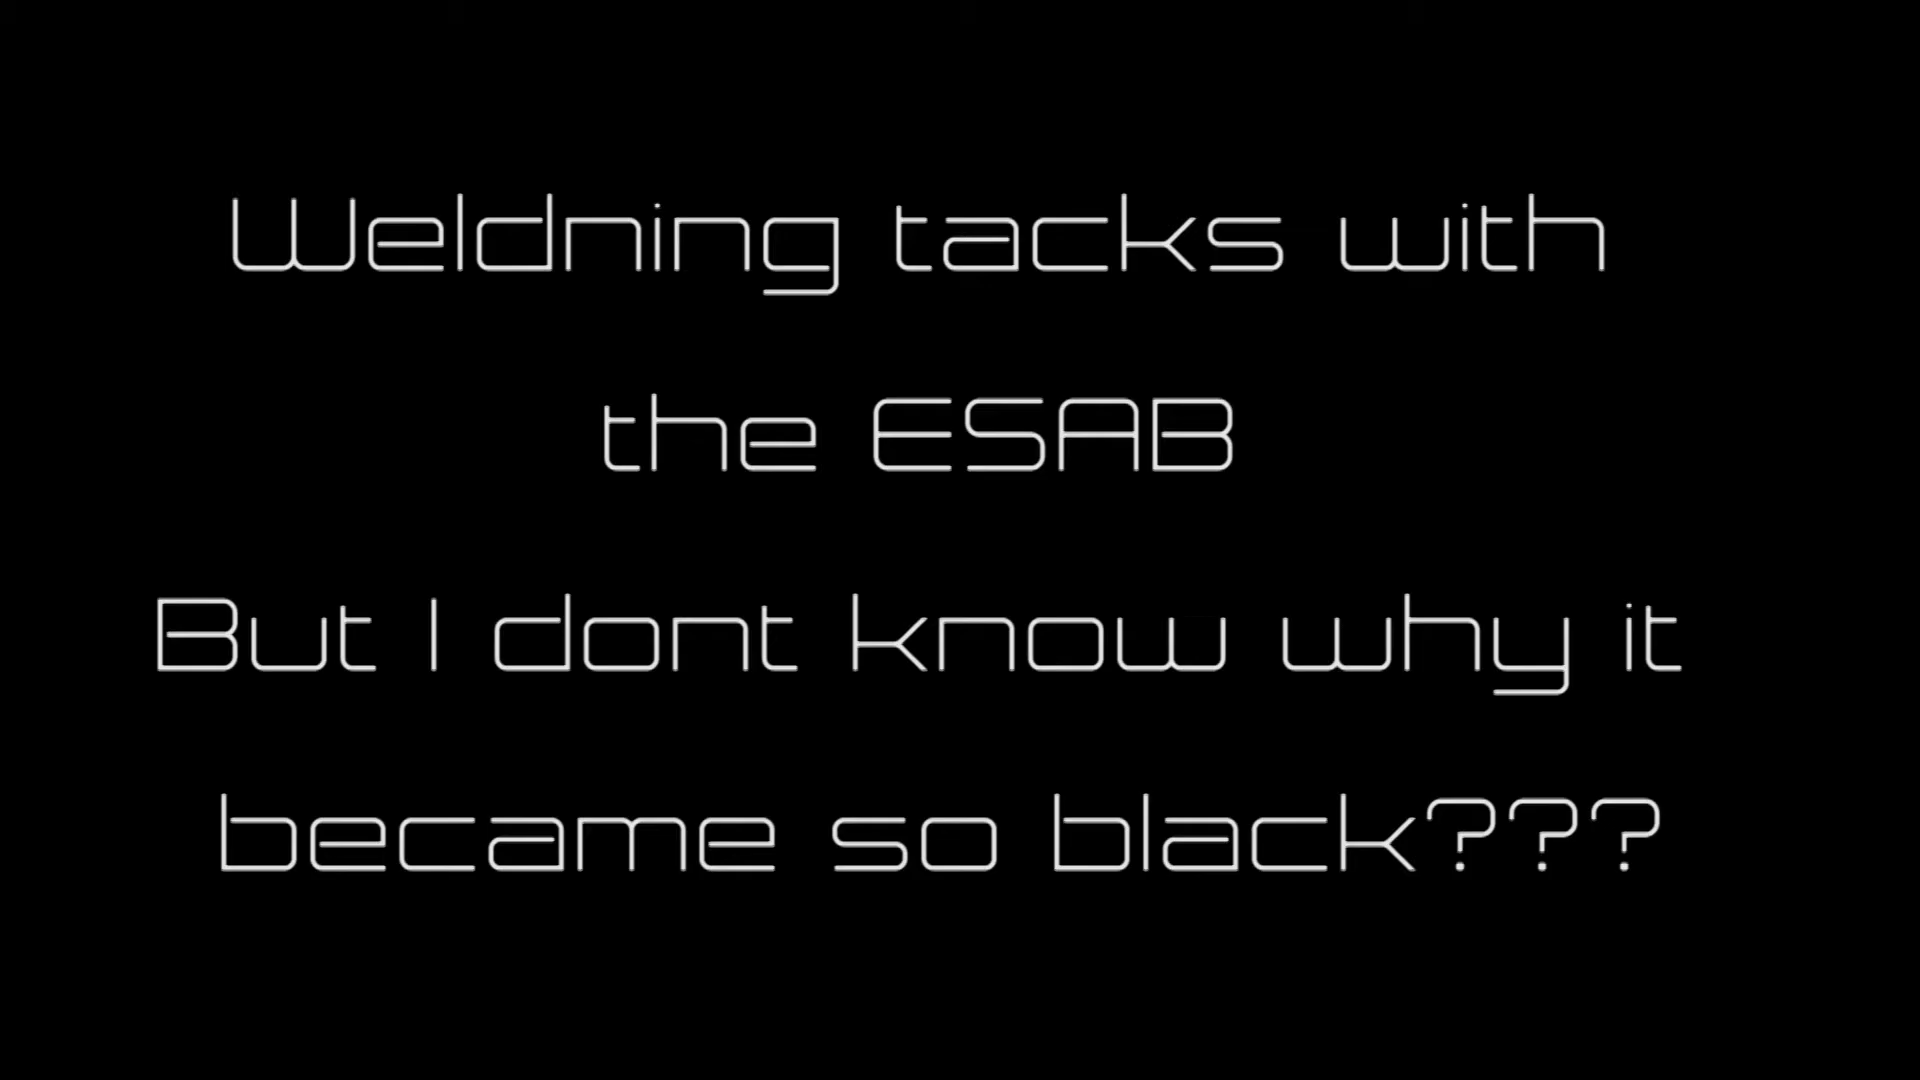 Weldning tacks with
the ESAB
But I dont know why it
became so black???